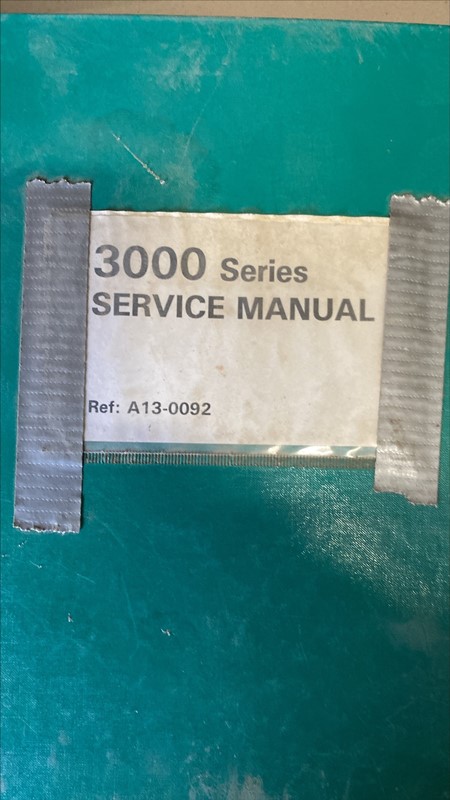 3000 Series
SERVICE MANUAL
Ref: A13-0092